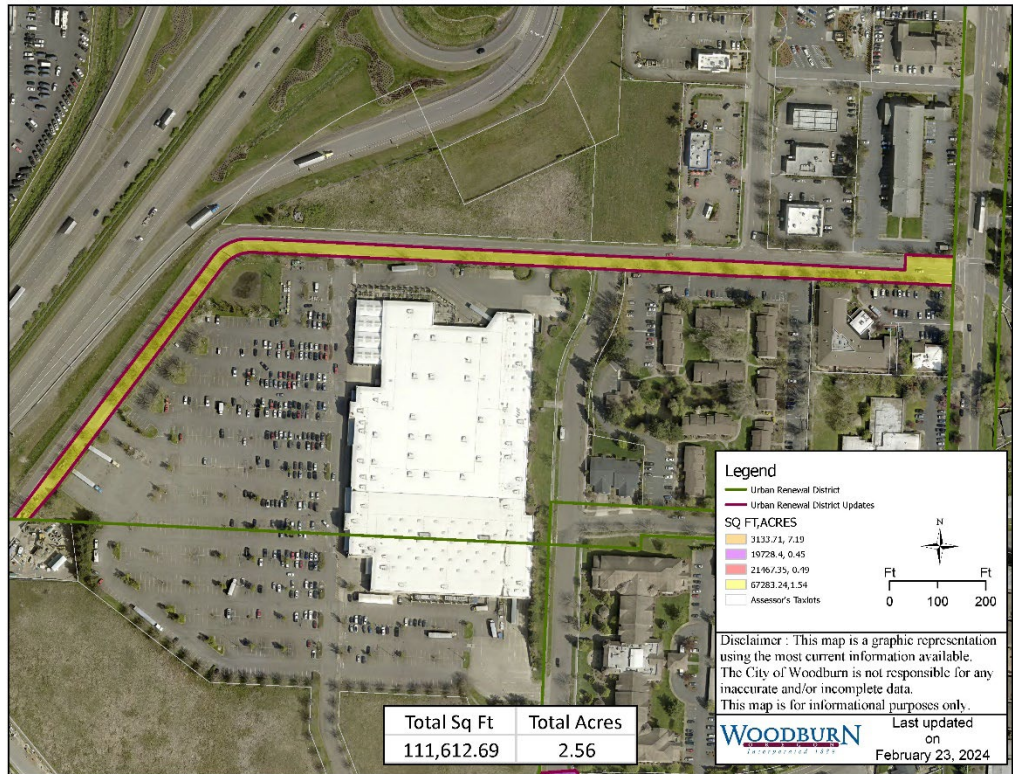 Legend
Urban Renewal District
Urban Renewal District Updates
SQ FT,ACRES
3133.71, 7.19
19728.4, 0.45
21467.35, 0.49
67283.24,1.54
Assessor's Taxlots
N
Ft Ft
0 100 200
Disclaimer : This map is a graphic representation
using the most current information available.
The City of Woodburn is not responsible for any
inaccurate and/or incomplete data.
This map is for informational purposes only.
WOODBURN
OREGON
Incorporated 1889
Last updated
on
February 23, 2024
Total Sq Ft Total Acres
111,612.69 2.56